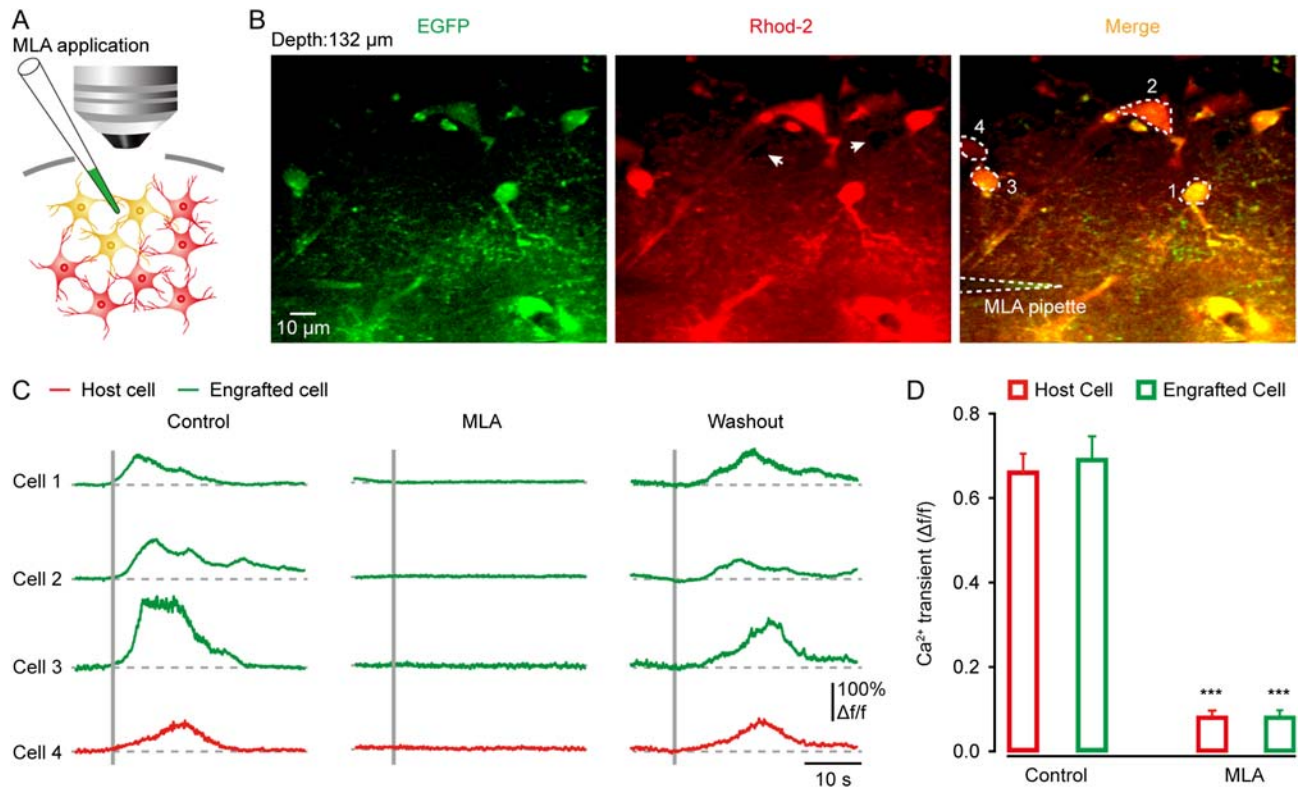 A
MLA application
B
EGFP
Rhod-2
Merge
Depth:132 µm
10 µm
2
4
3
1
MLA pipette
C
Host cell
Engrafted cell
Control
MLA
Washout
Cell 1
Cell 2
Cell 3
Cell 4
100%
Δf/f
10 s
D
Host Cell
Engrafted Cell
Ca²⁺ transient (Δf/f)
0.8
0.6
0.4
0.2
0.0
***
***
Control
MLA